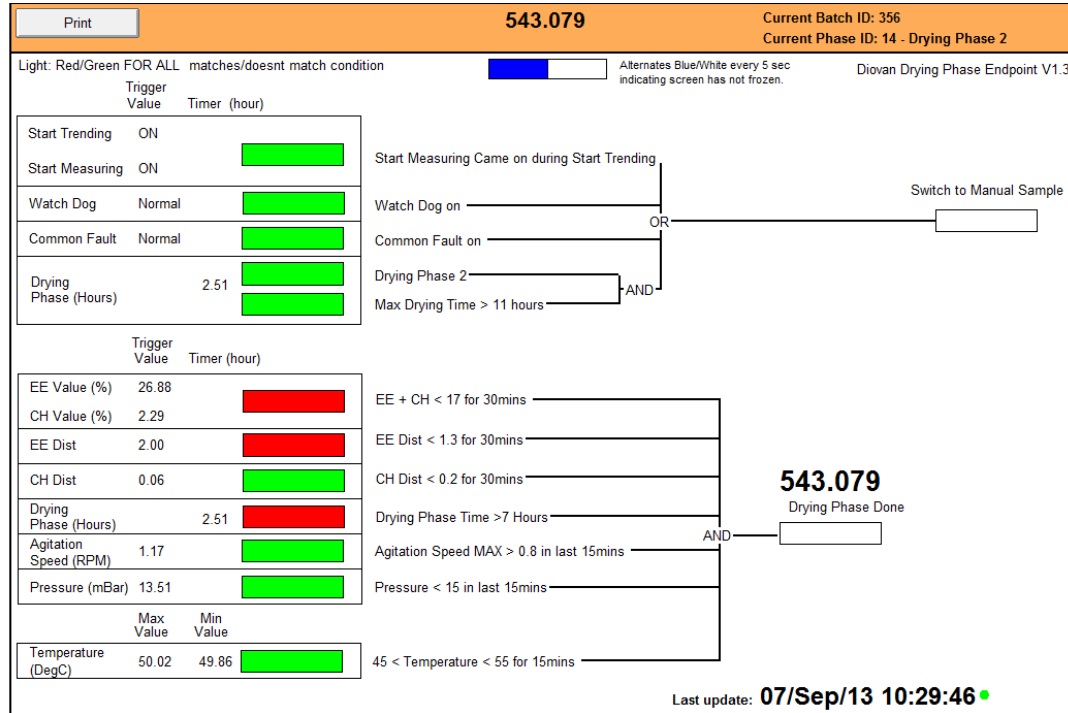 Print
543.079
Current Batch ID: 356
Current Phase ID: 14 - Drying Phase 2
Light: Red/Green FOR ALL matches/doesnt match condition
Alternates Blue/White every 5 sec
indicating screen has not frozen.
Diovan Drying Phase Endpoint V1.3
Trigger
Value Timer (hour)
Start Trending ON
Start Measuring ON
Start Measuring Came on during Start Trending
Watch Dog Normal
Watch Dog on
Common Fault Normal
Common Fault on
Drying
Phase (Hours) 2.51
Drying Phase 2
Max Drying Time > 11 hours
AND
OR
Switch to Manual Sample
Trigger
Value Timer (hour)
EE Value (%) 26.88
CH Value (%) 2.29
EE + CH < 17 for 30mins
EE Dist 2.00
EE Dist < 1.3 for 30mins
CH Dist 0.06
CH Dist < 0.2 for 30mins
Drying
Phase (Hours) 2.51
Drying Phase Time >7 Hours
Agitation
Speed (RPM) 1.17
Agitation Speed MAX > 0.8 in last 15mins
Pressure (mBar) 13.51
Pressure < 15 in last 15mins
AND
543.079
Drying Phase Done
Max
Value
Min
Value
Temperature
(DegC) 50.02 49.86
45 < Temperature < 55 for 15mins
Last update: 07/Sep/13 10:29:46